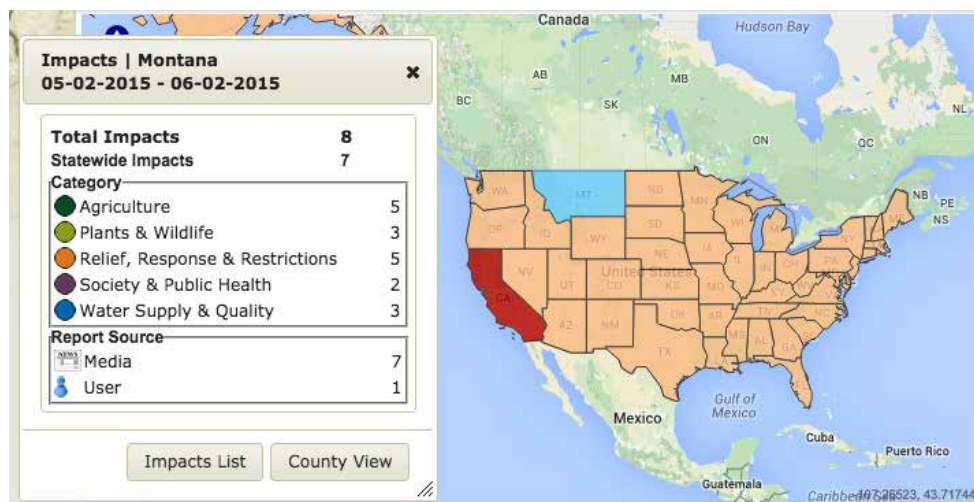 Impacts | Montana
05-02-2015 - 06-02-2015
Total Impacts 8
Statewide Impacts 7
Category
Agriculture 5
Plants & Wildlife 3
Relief, Response & Restrictions 5
Society & Public Health 2
Water Supply & Quality 3
Report Source
NEWS Media 7
User 1
Impacts List
County View
Canada
Hudson Bay
AB
MB
BC
SK
NL
ON
QC
NB
PE
NS
WA
MT
ND
MN
OR
ID
SD
WI
MI
NY
ME
WY
IA
NE
IL
IN
OH
PA
NV
UT
CO
United States
KS
MO
KY
WV
VA
CA
AZ
NM
OK
AR
TN
NC
TX
MS
AL
GA
LA
Gulf of
Mexico
Mexico
Cuba
Puerto Rico
Guatemala
Caribbean Sea